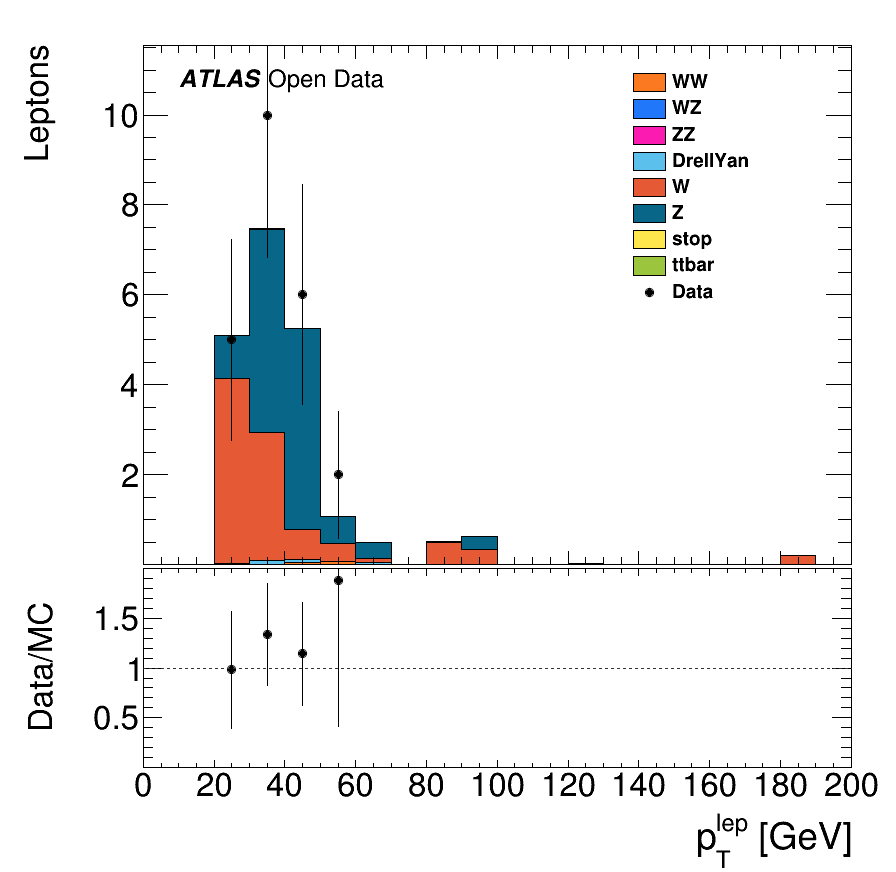 Leptons
ATLAS Open Data
WW
WZ
ZZ
DrellYan
W
Z
stop
ttbar
Data
10
8
6
4
2
Data/MC
1.5
1
0.5
0 20 40 60 80 100 120 140 160 180 200
p_T^lep [GeV]